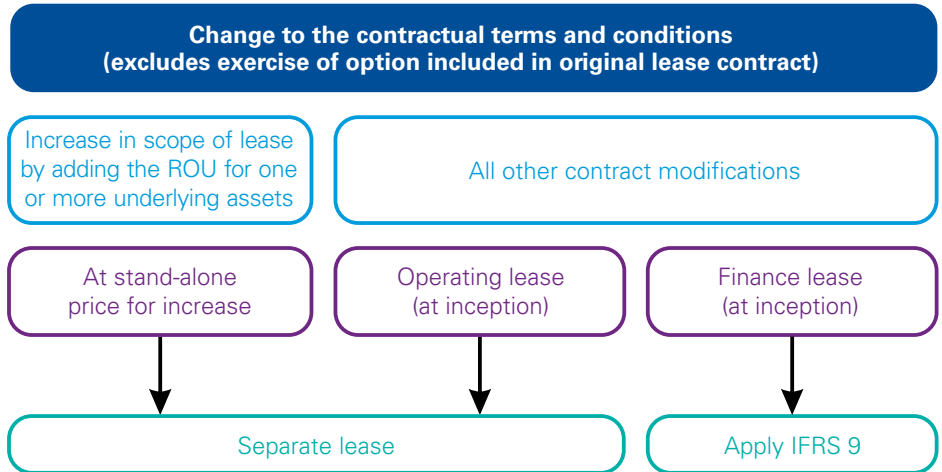 Change to the contractual terms and conditions
(excludes exercise of option included in original lease contract)
Increase in scope of lease
by adding the ROU for one
or more underlying assets
All other contract modifications
At stand-alone
price for increase
Operating lease
(at inception)
Finance lease
(at inception)
Separate lease
Apply IFRS 9